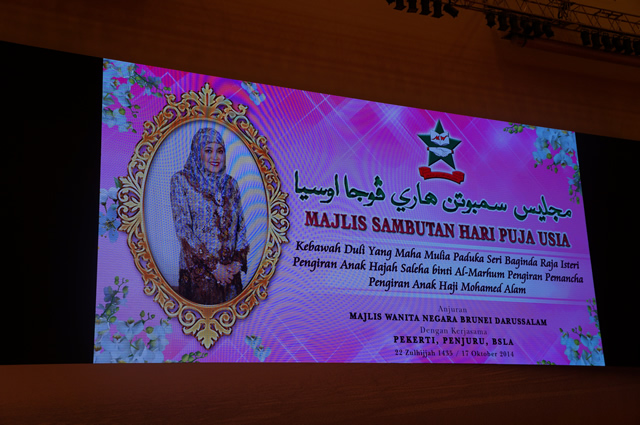 مجليس سمبوتن هاري ڤوجا اوسيا
MAJLIS SAMBUTAN HARI PUJA USIA
Kebawah Duli Yang Maha Mulia Paduka Seri Baginda Raja Isteri
Pengiran Anak Hajah Saleha binti Al-Marhum Pengiran Pemancha
Pengiran Anak Haji Mohamed Alam
Anjuran
MAJLIS WANITA NEGARA BRUNEI DARUSSALAM
Dengan Kerjasama
PEKERTI, PENJURU, BSLA
22 Zulhijjah 1435 / 17 Oktober 2014